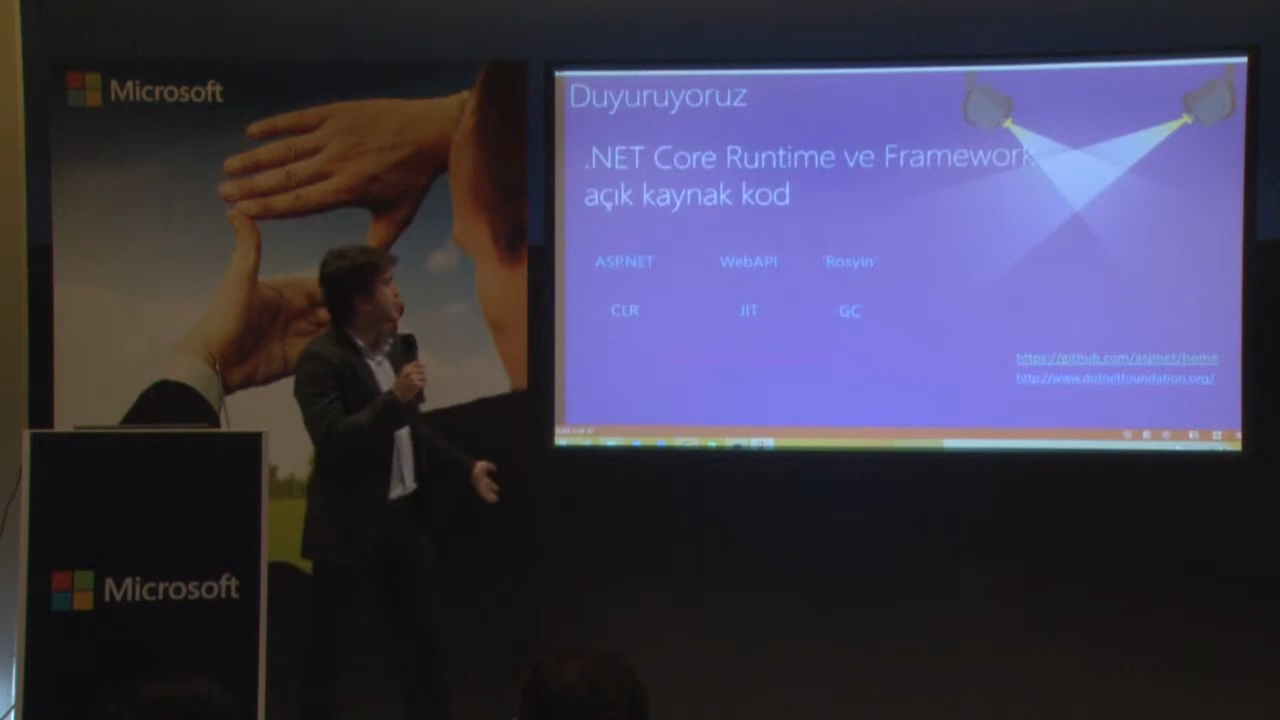 Microsoft
Duyuruyoruz
.NET Core Runtime ve Framework
açık kaynak kod
ASP.NET WebAPI 'Rosyln'
CLR JIT GC
https://github.com/aspnet/home
http://www.dotnetfoundation.org/
Microsoft